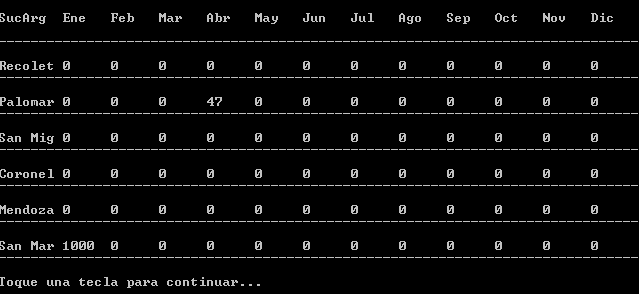 SucArg Ene Feb Mar Abr May Jun Jul Ago Sep Oct Nov Dic
Recolet 0 0 0 0 0 0 0 0 0 0 0 0
Palomar 0 0 0 47 0 0 0 0 0 0 0 0
San Mig 0 0 0 0 0 0 0 0 0 0 0 0
Coronel 0 0 0 0 0 0 0 0 0 0 0 0
Mendoza 0 0 0 0 0 0 0 0 0 0 0 0
San Mar 1000 0 0 0 0 0 0 0 0 0 0 0
Toque una tecla para continuar...